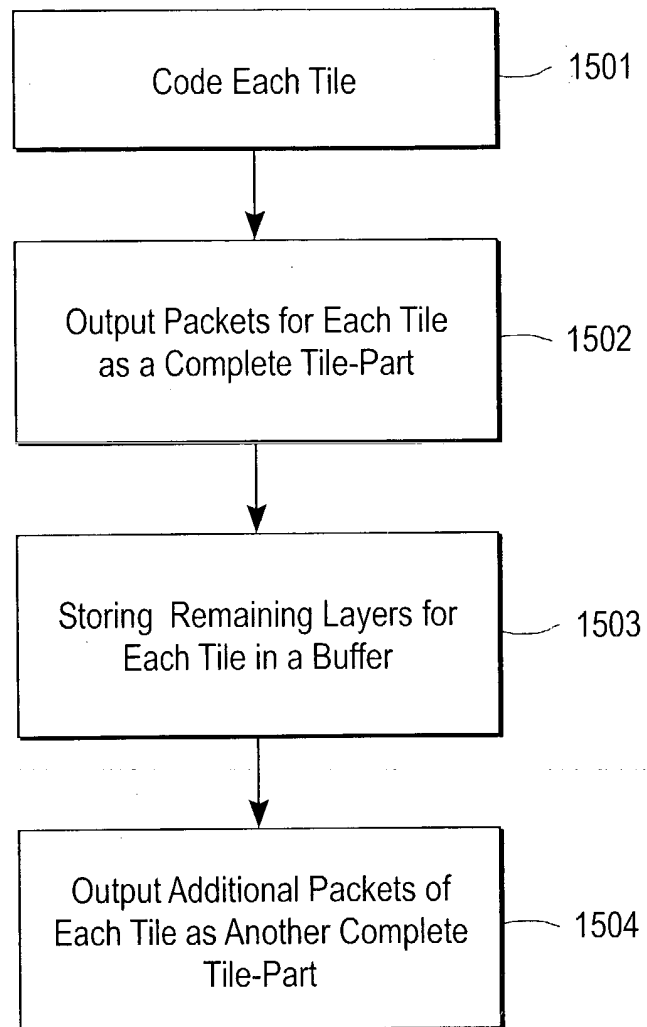 Code Each Tile
1501
Output Packets for Each Tile
as a Complete Tile-Part
1502
Storing Remaining Layers for
Each Tile in a Buffer
1503
Output Additional Packets of
Each Tile as Another Complete
Tile-Part
1504